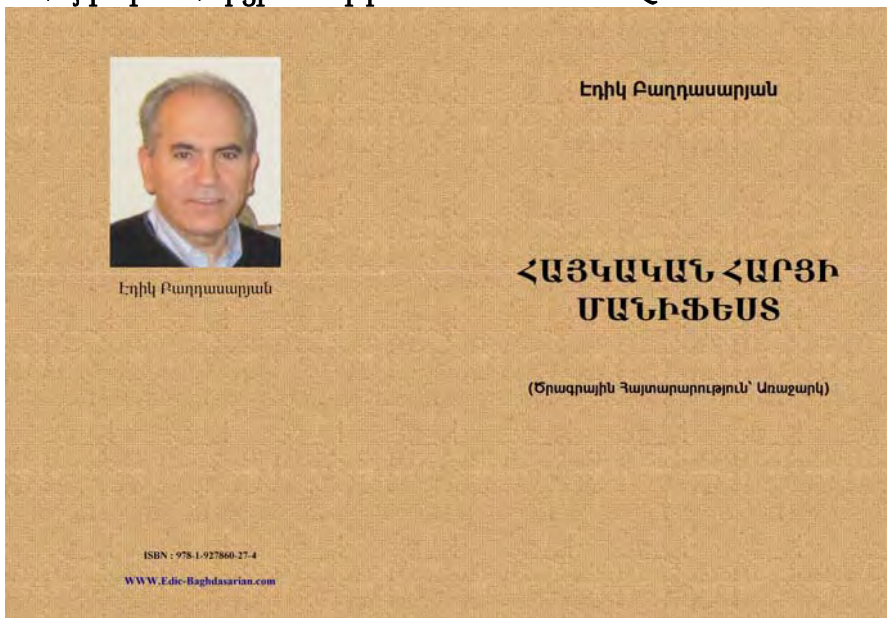 Էդիկ Բաղդասարյան
ՀԱՅԿԱԿԱՆ ՀԱՐՑԻ
ՄԱՆԻՖԵՍՏ
(Ծրագրային Հայտարարություն՝ Առաջարկ)
Էդիկ Բաղդասարյան
ISBN : 978-1-927860-27-4
WWW.Edic-Baghdasarian.com